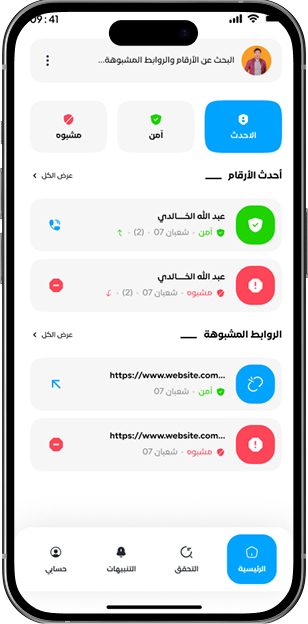 09:41
البحث عن الأرقام والروابط المشبوهة...
الاحدث
آمن
مشبوه
أحدث الأرقام
عرض الكل
عبد الله الخـــالدي
آمن · شعبان 07 · (2) ·
عبد الله الخـــالدي
مشبوه · شعبان 07 · (2) ·
الروابط المشبوهة
عرض الكل
https://www.website.com...
آمن · شعبان 07
https://www.website.com...
مشبوه · شعبان 07
الرئيسية
التحقق
التنبيهات
حسابي